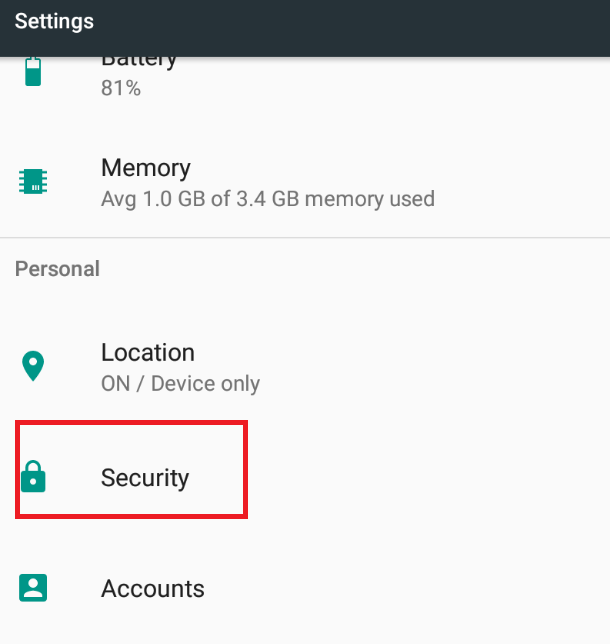 Settings
Battery
81%
Memory
Avg 1.0 GB of 3.4 GB memory used
Personal
Location
ON / Device only
Security
Accounts